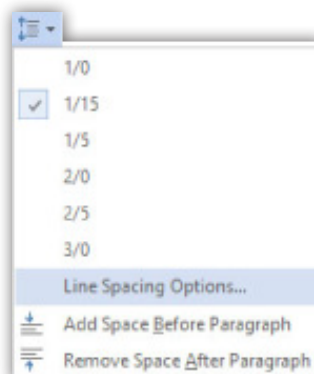 1/0
1/15
1/5
2/0
2/5
3/0
Line Spacing Options...
Add Space Before Paragraph
Remove Space After Paragraph